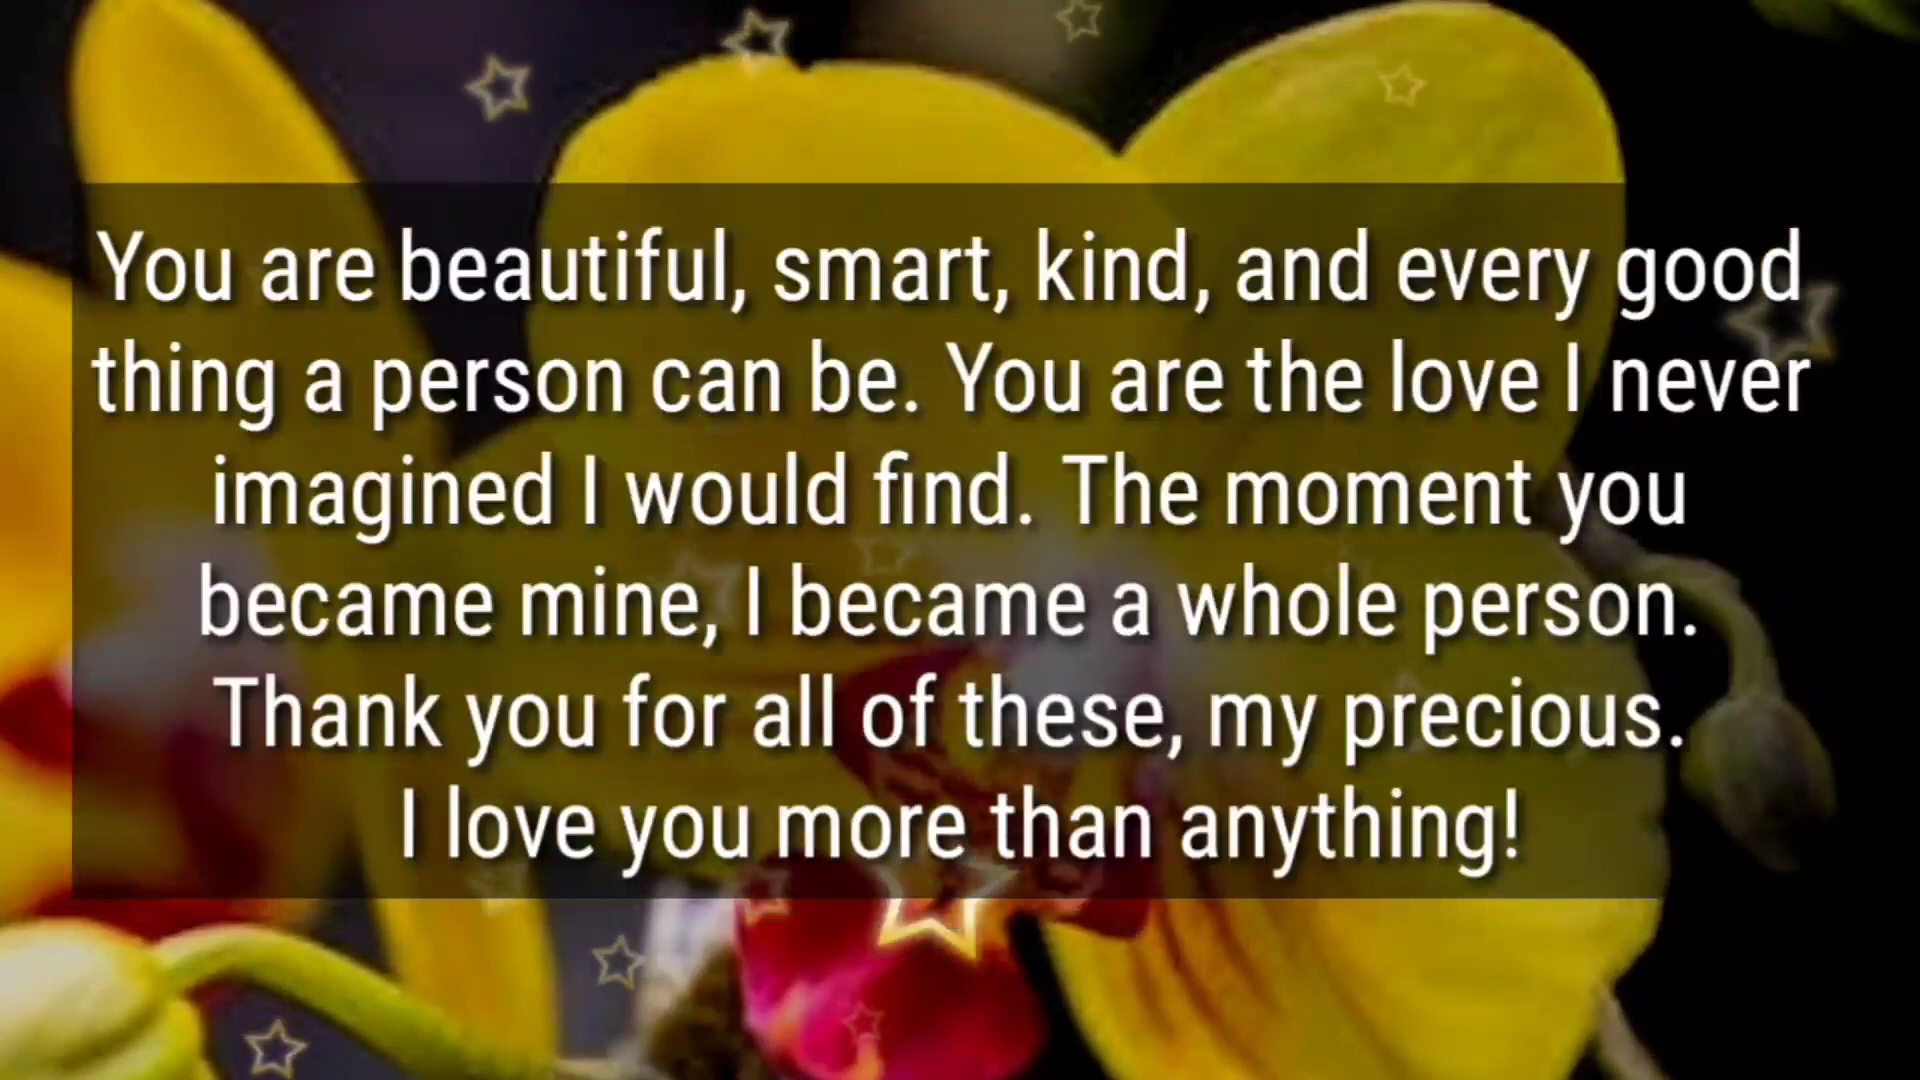 You are beautiful, smart, kind, and every good
thing a person can be. You are the love I never
imagined I would find. The moment you
became mine, I became a whole person.
Thank you for all of these, my precious.
I love you more than anything!